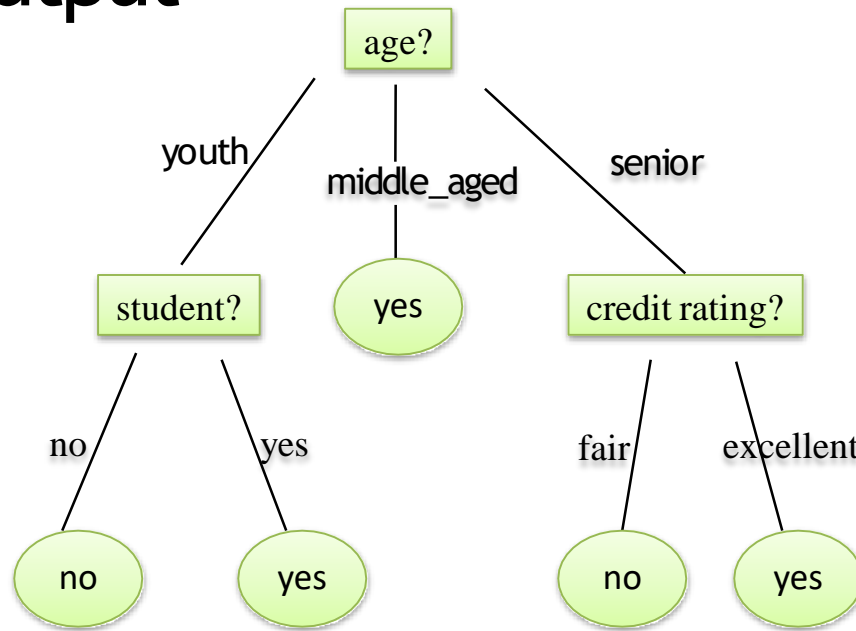 age?
youth
middle_aged
senior
student?
yes
credit rating?
no
yes
fair
excellent
no
yes
no
yes